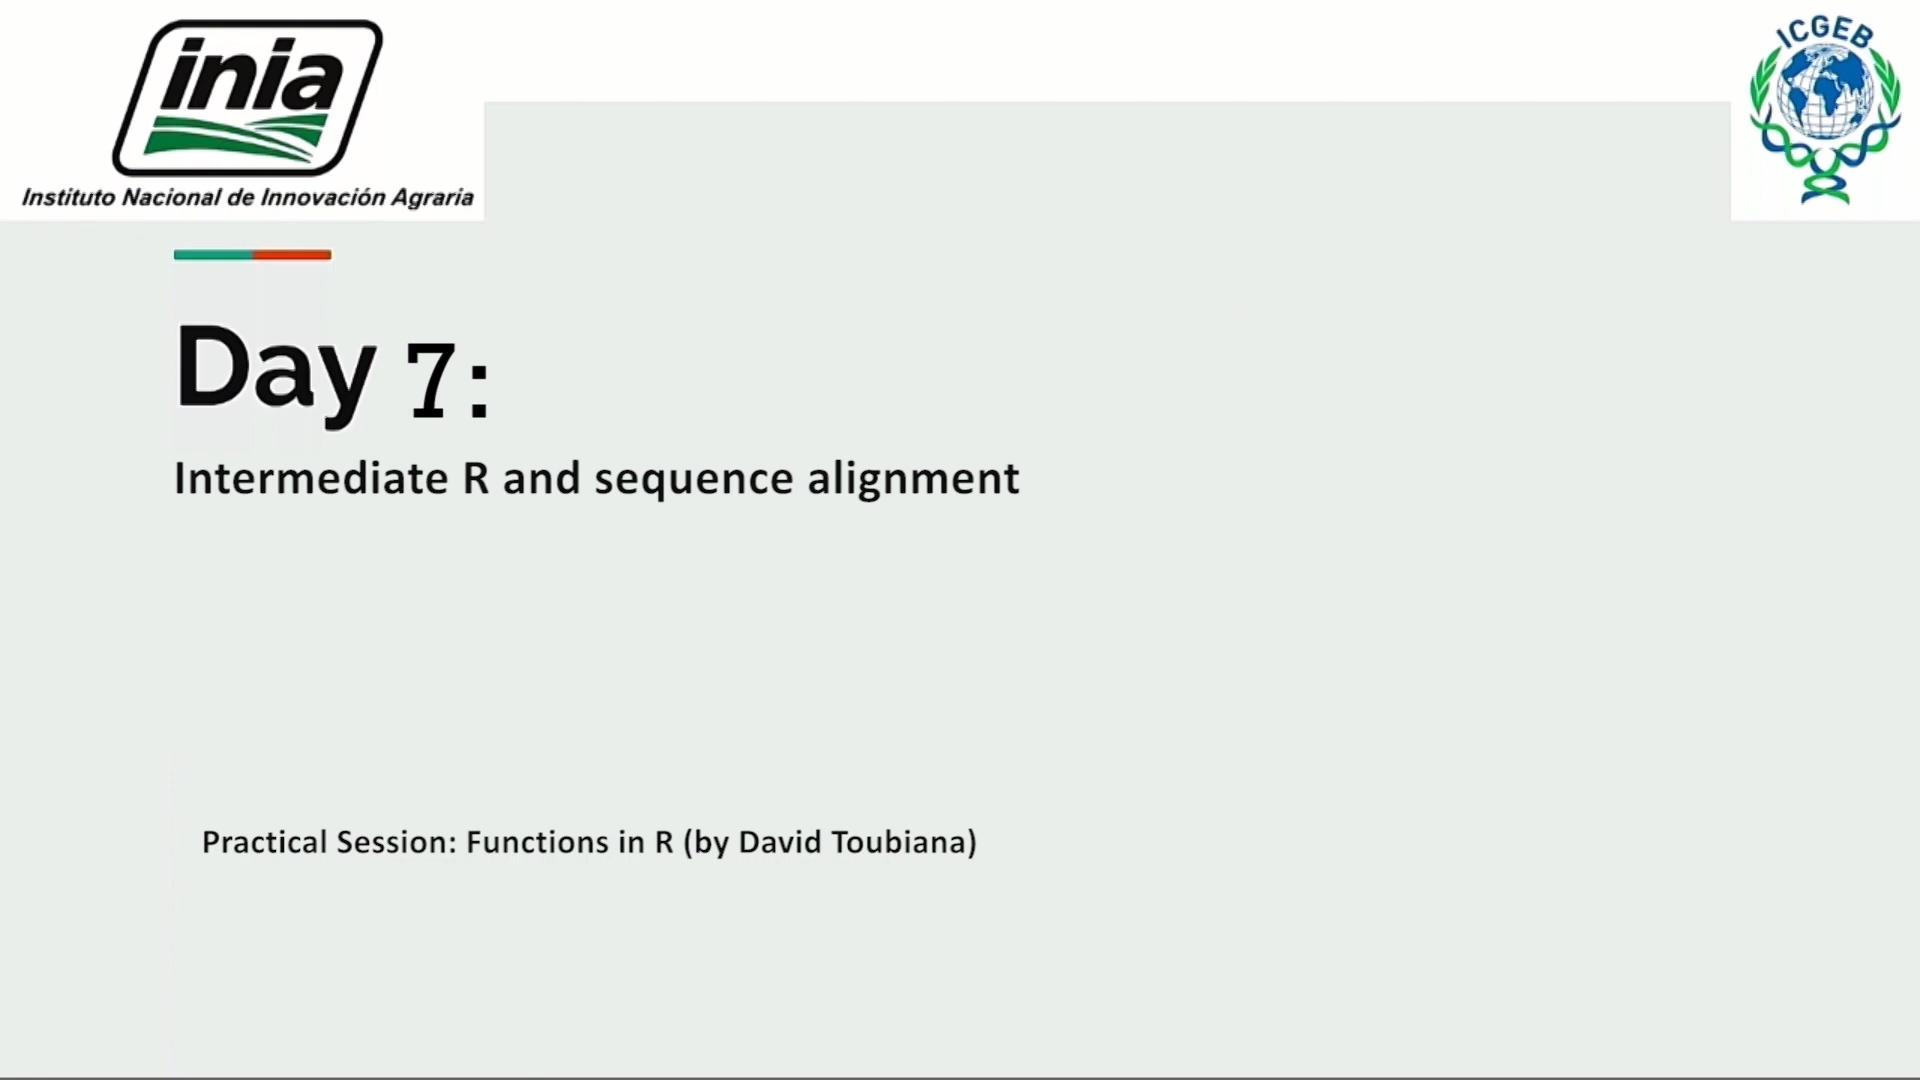 inia
ICGEB
Instituto Nacional de Innovación Agraria
Day 7:
Intermediate R and sequence alignment
Practical Session: Functions in R (by David Toubiana)